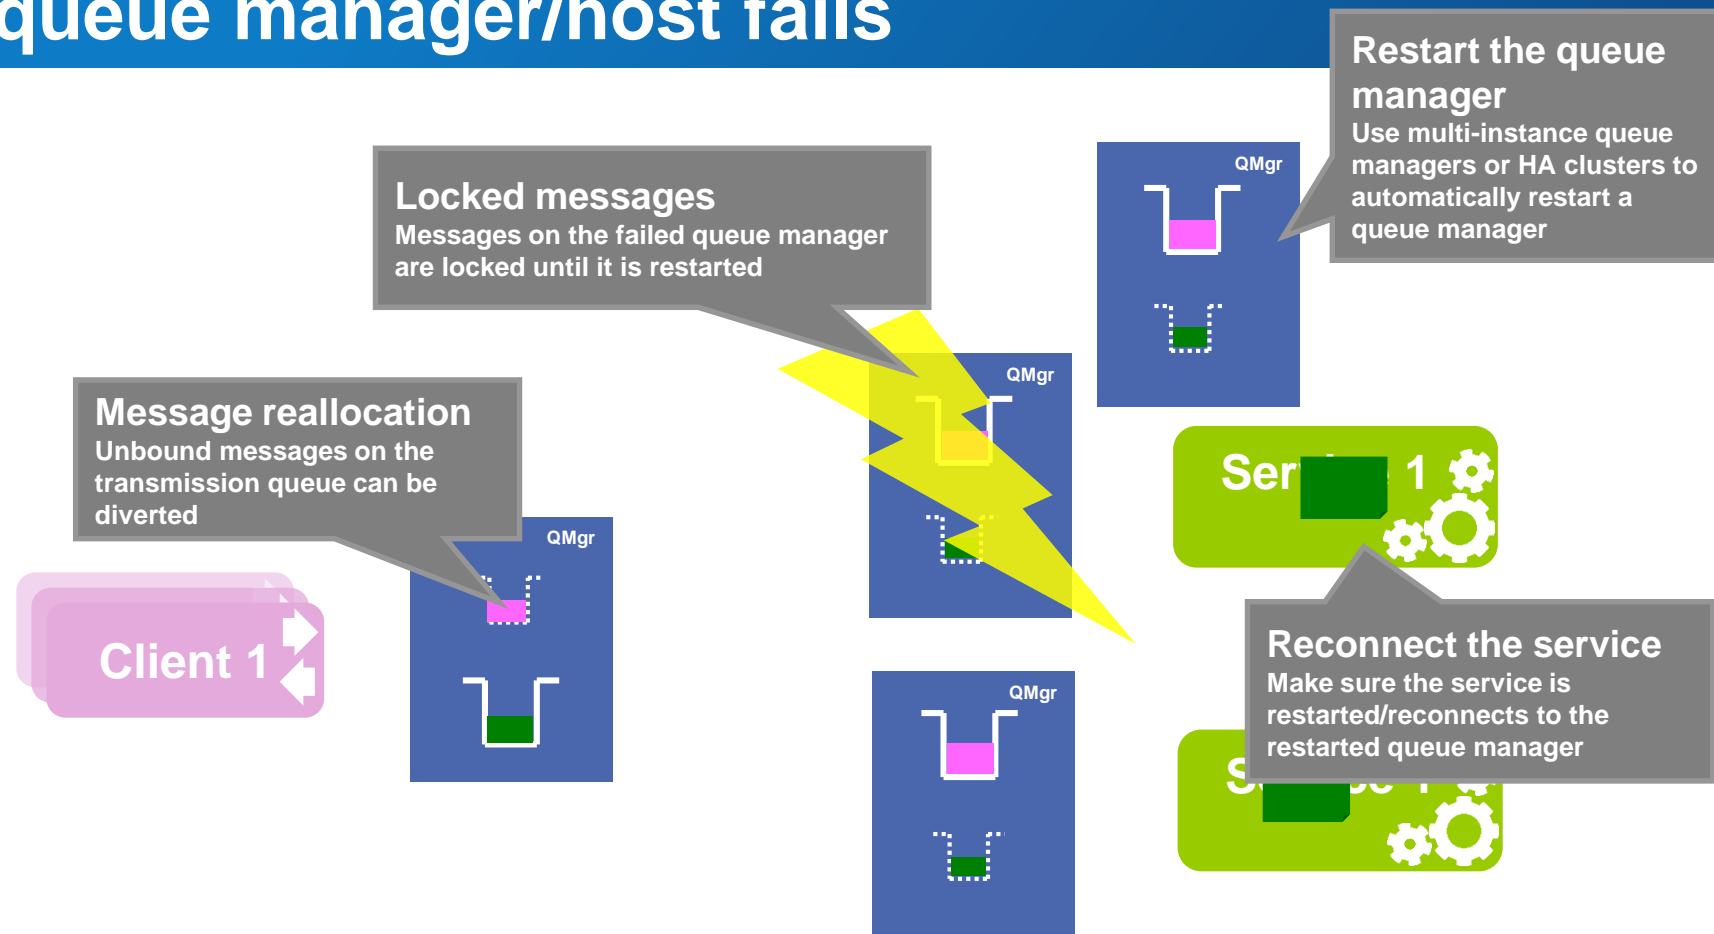 queue manager/host fails
Restart the queue
manager
Use multi-instance queue
managers or HA clusters to
automatically restart a
queue manager
QMgr
Locked messages
Messages on the failed queue manager
are locked until it is restarted
QMgr
Message reallocation
Unbound messages on the
transmission queue can be
diverted
QMgr
Client 1
1
Reconnect the service
Make sure the service is
restarted/reconnects to the
restarted queue manager
QMgr